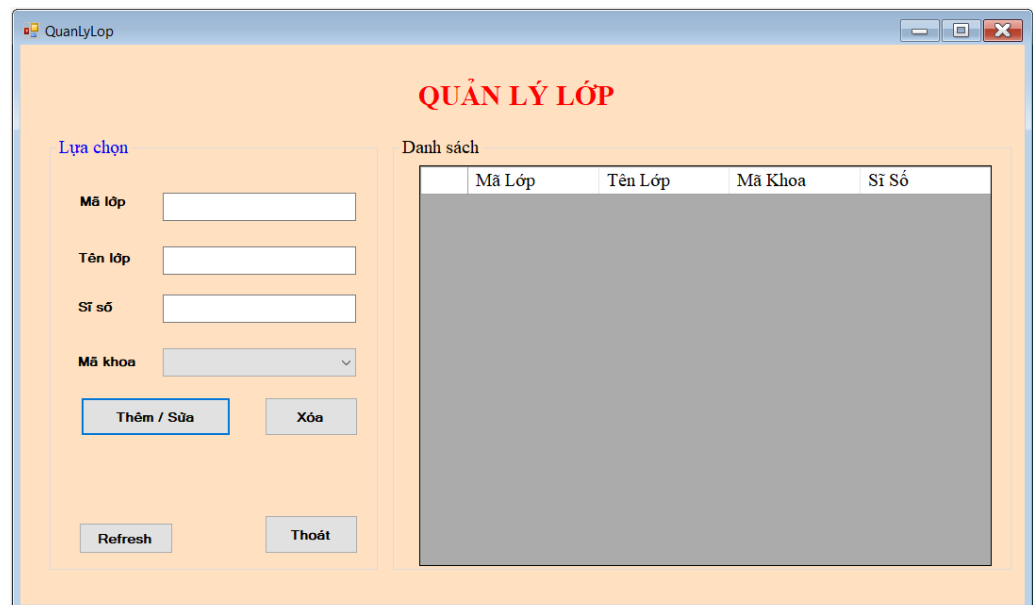 QuanLyLop
QUẢN LÝ LỚP
Lựa chọn
Mã lớp
Tên lớp
Sĩ số
Mã khoa
Thêm / Sửa
Xóa
Refresh
Thoát
Danh sách
Mã Lớp Tên Lớp Mã Khoa Sĩ Số